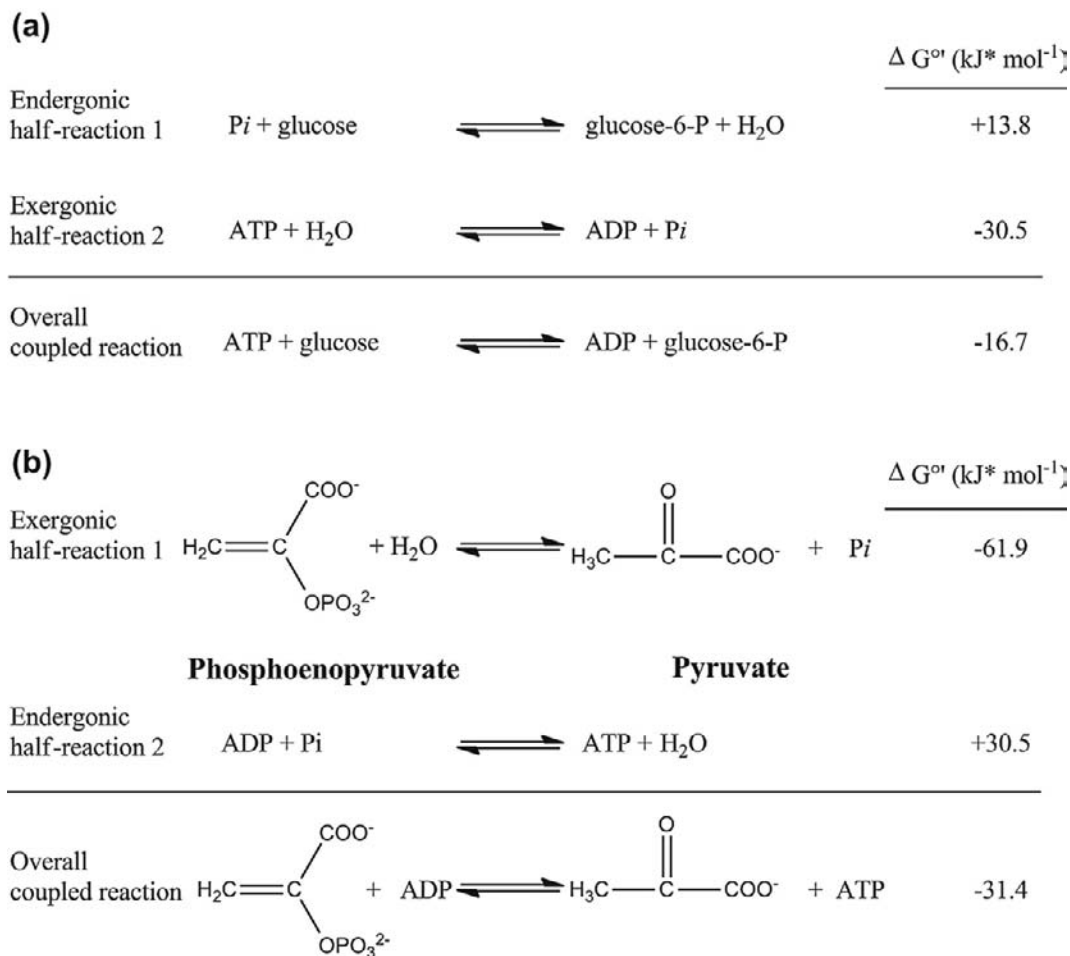 (a)
Δ G°' (kJ* mol⁻¹)
Endergonic
half-reaction 1 Pi + glucose glucose-6-P + H₂O +13.8
Exergonic
half-reaction 2 ATP + H₂O ADP + Pi -30.5
Overall
coupled reaction ATP + glucose ADP + glucose-6-P -16.7
(b)
Δ G°' (kJ* mol⁻¹)
COO⁻ O
Exergonic
half-reaction 1 H₂C C + H₂O H₃C C COO⁻ + Pi -61.9
OPO₃²⁻
Phosphoenopyruvate Pyruvate
Endergonic
half-reaction 2 ADP + Pi ATP + H₂O +30.5
COO⁻ O
Overall
coupled reaction H₂C C + ADP H₃C C COO⁻ + ATP -31.4
OPO₃²⁻